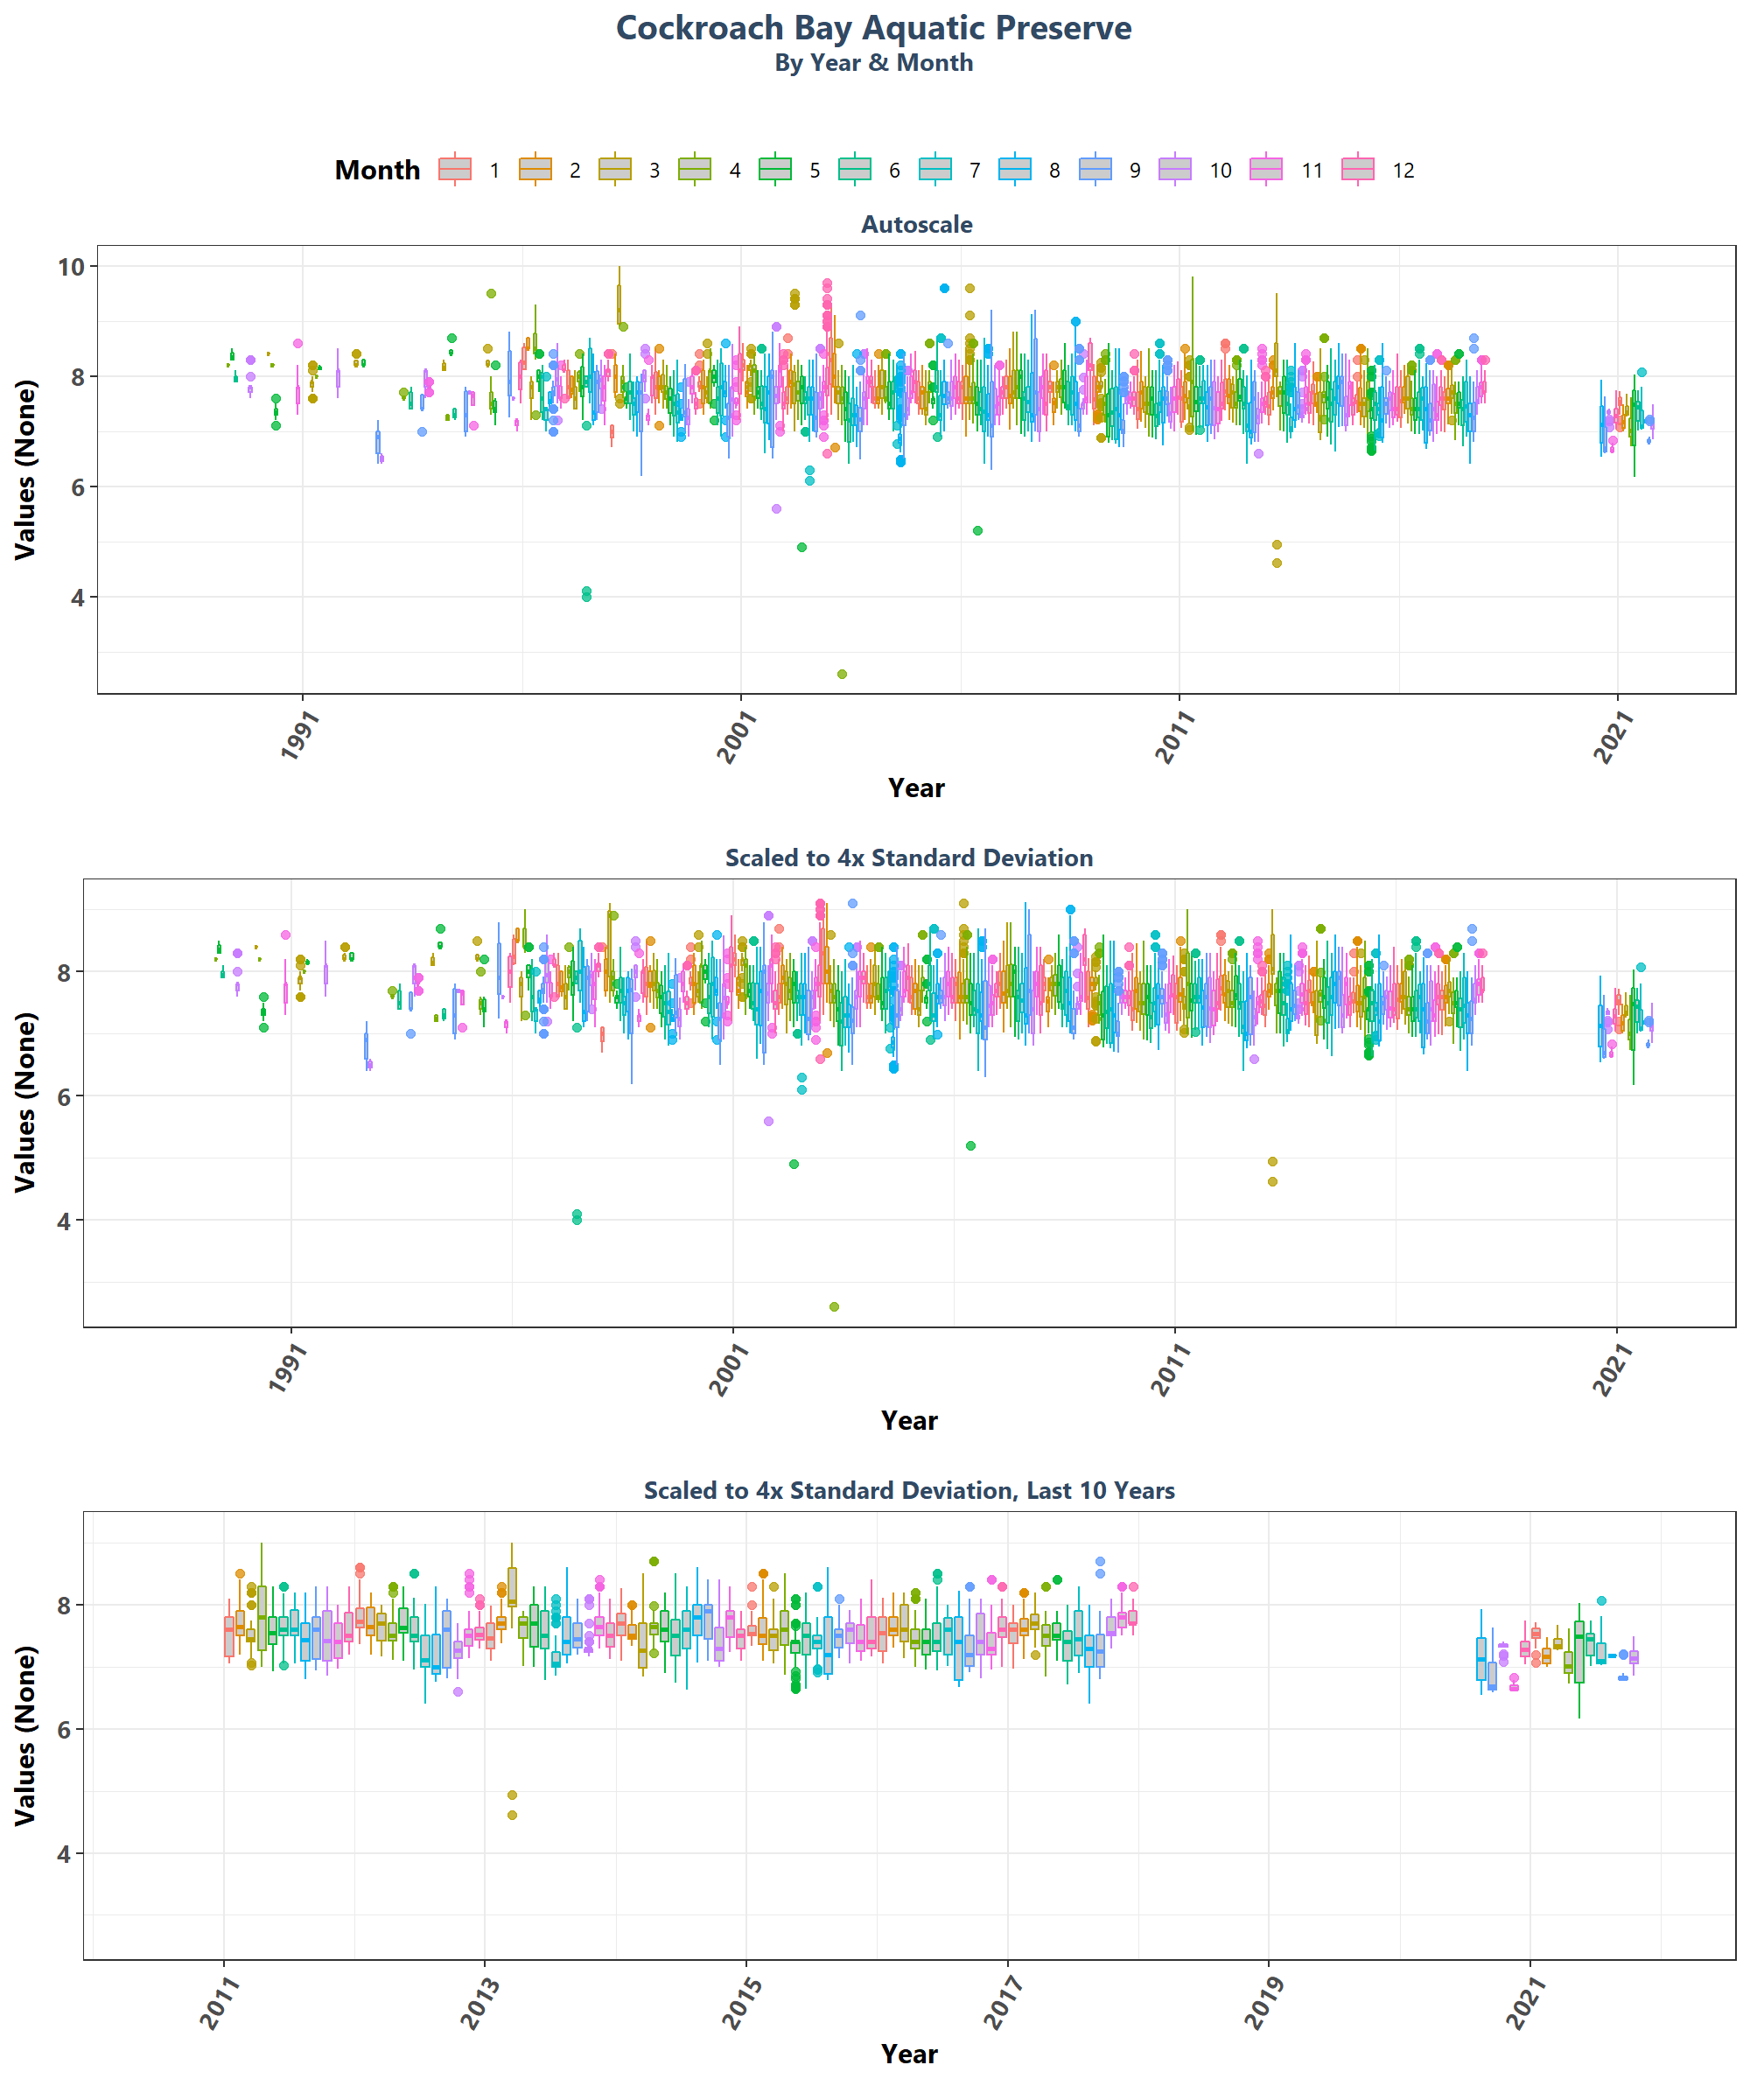 Cockroach Bay Aquatic Preserve
By Year & Month
Month 1 2 3 4 5 6 7 8 9 10 11 12
Autoscale
Values (None)
10
8
6
4
1991 2001 2011 2021
Year
Scaled to 4x Standard Deviation
Values (None)
8
6
4
1991 2001 2011 2021
Year
Scaled to 4x Standard Deviation, Last 10 Years
Values (None)
8
6
4
2011 2013 2015 2017 2019 2021
Year